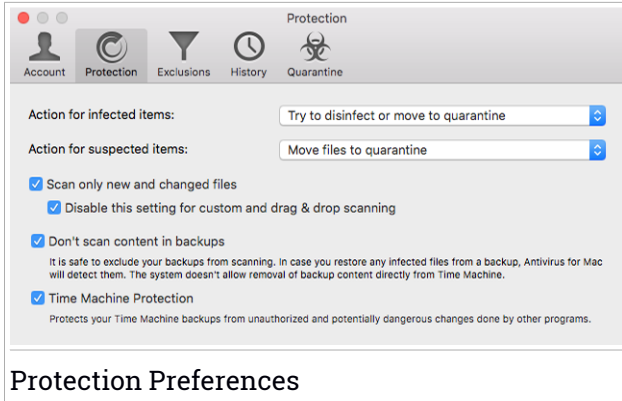 Protection
Account Protection Exclusions History Quarantine
Action for infected items: Try to disinfect or move to quarantine
Action for suspected items: Move files to quarantine
Scan only new and changed files
Disable this setting for custom and drag & drop scanning
Don't scan content in backups
It is safe to exclude your backups from scanning. In case you restore any infected files from a backup, Antivirus for Mac
will detect them. The system doesn't allow removal of backup content directly from Time Machine.
Time Machine Protection
Protects your Time Machine backups from unauthorized and potentially dangerous changes done by other programs.
Protection Preferences